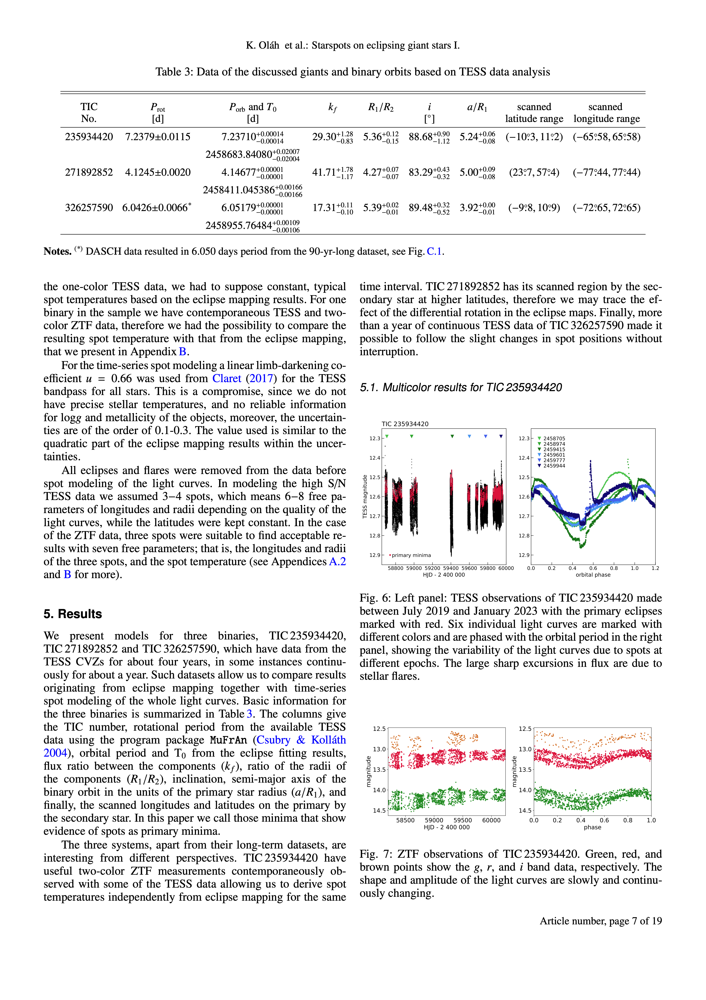 K. Oláh et al.: Starspots on eclipsing giant stars I.
Table 3: Data of the discussed giants and binary orbits based on TESS data analysis
TIC No. P_rot [d] P_orb and T_0 [d] k_f R_1/R_2 i [°] a/R_1 scanned latitude range scanned longitude range
235934420 7.2379±0.0115 7.23710+0.00014−0.00014 29.30+1.28−0.83 5.36+0.12−0.15 88.68+0.90−1.12 5.24+0.06−0.08 (−10°.3, 11°.2) (−65°.58, 65°.58)
2458683.84080+0.02007−0.02004
271892852 4.1245±0.0020 4.14677+0.00001−0.00001 41.71+1.78−1.17 4.27+0.07−0.07 83.29+0.43−0.32 5.00+0.09−0.08 (23°.7, 57°.4) (−77°.44, 77°.44)
2458411.045386+0.00166−0.00166
326257590 6.0426±0.0066* 6.05179+0.00001−0.00001 17.31+0.11−0.10 5.39+0.02−0.01 89.48+0.32−0.52 3.92+0.00−0.01 (−9°.8, 10°.9) (−72°.65, 72°.65)
2458955.76484+0.00109−0.00106
Notes. (*) DASCH data resulted in 6.050 days period from the 90-yr-long dataset, see Fig. C.1.
the one-color TESS data, we had to suppose constant, typical
spot temperatures based on the eclipse mapping results. For one
binary in the sample we have contemporaneous TESS and two-
color ZTF data, therefore we had the possibility to compare the
resulting spot temperature with that from the eclipse mapping,
that we present in Appendix B.
For the time-series spot modeling a linear limb-darkening co-
efficient u = 0.66 was used from Claret (2017) for the TESS
bandpass for all stars. This is a compromise, since we do not
have precise stellar temperatures, and no reliable information
for logg and metallicity of the objects, moreover, the uncertain-
ties are of the order of 0.1-0.3. The value used is similar to the
quadratic part of the eclipse mapping results within the uncer-
tainties.
All eclipses and flares were removed from the data before
spot modeling of the light curves. In modeling the high S/N
TESS data we assumed 3−4 spots, which means 6−8 free pa-
rameters of longitudes and radii depending on the quality of the
light curves, while the latitudes were kept constant. In the case
of the ZTF data, three spots were suitable to find acceptable re-
sults with seven free parameters; that is, the longitudes and radii
of the three spots, and the spot temperature (see Appendices A.2
and B for more).
5. Results
We present models for three binaries, TIC 235934420,
TIC 271892852 and TIC 326257590, which have data from the
TESS CVZs for about four years, in some instances continu-
ously for about a year. Such datasets allow us to compare results
originating from eclipse mapping together with time-series
spot modeling of the whole light curves. Basic information for
the three binaries is summarized in Table 3. The columns give
the TIC number, rotational period from the available TESS
data using the program package MuFrAn (Csubry & Kolláth
2004), orbital period and T_0 from the eclipse fitting results,
flux ratio between the components (k_f), ratio of the radii of
the components (R_1/R_2), inclination, semi-major axis of the
binary orbit in the units of the primary star radius (a/R_1), and
finally, the scanned longitudes and latitudes on the primary by
the secondary star. In this paper we call those minima that show
evidence of spots as primary minima.
The three systems, apart from their long-term datasets, are
interesting from different perspectives. TIC 235934420 have
useful two-color ZTF measurements contemporaneously ob-
served with some of the TESS data allowing us to derive spot
temperatures independently from eclipse mapping for the same
time interval. TIC 271892852 has its scanned region by the sec-
ondary star at higher latitudes, therefore we may trace the ef-
fect of the differential rotation in the eclipse maps. Finally, more
than a year of continuous TESS data of TIC 326257590 made it
possible to follow the slight changes in spot positions without
interruption.
5.1. Multicolor results for TIC 235934420
TIC 235934420
TESS magnitude
12.3
12.4
12.5
12.6
12.7
12.8
12.9
primary minima
58800 59000 59200 59400 59600 59800 60000
HJD - 2 400 000
12.3
12.4
12.5
12.6
12.7
12.8
12.9
2458705
2458974
2459415
2459601
2459777
2459944
0.0 0.2 0.4 0.6 0.8 1.0 1.2
orbital phase
Fig. 6: Left panel: TESS observations of TIC 235934420 made
between July 2019 and January 2023 with the primary eclipses
marked with red. Six individual light curves are marked with
different colors and are phased with the orbital period in the right
panel, showing the variability of the light curves due to spots at
different epochs. The large sharp excursions in flux are due to
stellar flares.
magnitude
12.5
13.0
13.5
14.0
14.5
58500 59000 59500 60000
HJD - 2 400 000
magnitude
12.5
13.0
13.5
14.0
14.5
0.0 0.2 0.4 0.6 0.8 1.0
phase
Fig. 7: ZTF observations of TIC 235934420. Green, red, and
brown points show the g, r, and i band data, respectively. The
shape and amplitude of the light curves are slowly and continu-
ously changing.
Article number, page 7 of 19